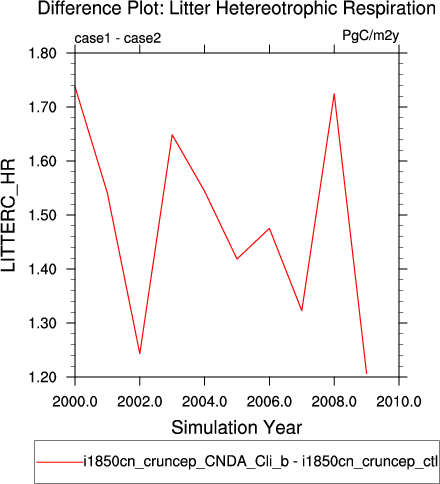 Difference Plot: Litter Hetereotrophic Respiration
case1 - case2
PgC/m2y
1.80
1.70
1.60
1.50
1.40
1.30
1.20
LITTERC_HR
2000.0 2002.0 2004.0 2006.0 2008.0 2010.0
Simulation Year
i1850cn_cruncep_CNDA_Cli_b - i1850cn_cruncep_ctl